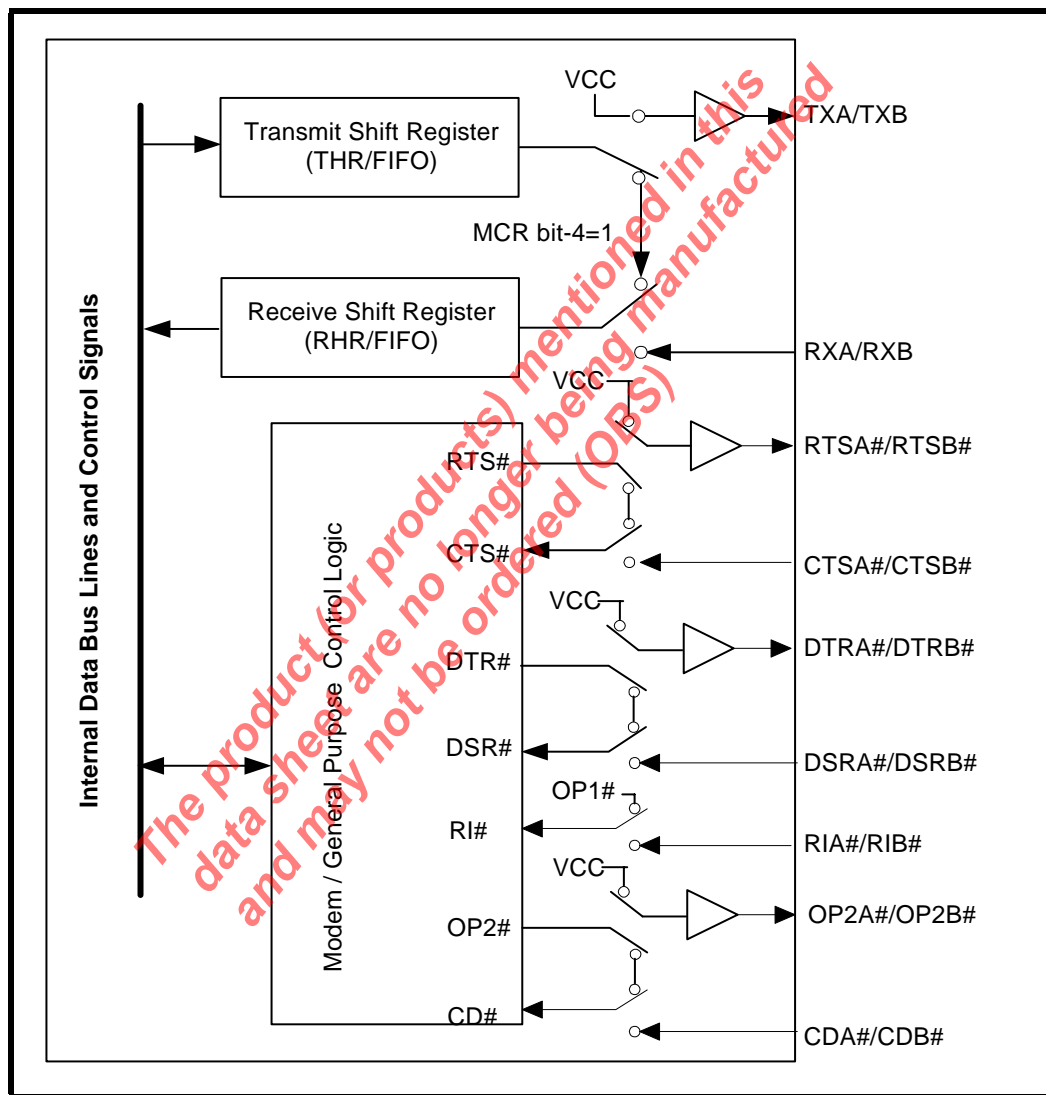 VCC
TXA/TXB
Transmit Shift Register
(THR/FIFO)
MCR bit-4=1
Receive Shift Register
(RHR/FIFO)
RXA/RXB
VCC
RTSA#/RTSB#
RTS#
CTS#
CTSA#/CTSB#
VCC
DTRA#/DTRB#
DTR#
DSR#
DSRA#/DSRB#
OP1#
RI#
RIA#/RIB#
VCC
OP2A#/OP2B#
OP2#
CD#
CDA#/CDB#
Internal Data Bus Lines and Control Signals
Modem / General Purpose Control Logic
The product (or products) mentioned in this
data sheet are no longer being manufactured
and may not be ordered (OBS)